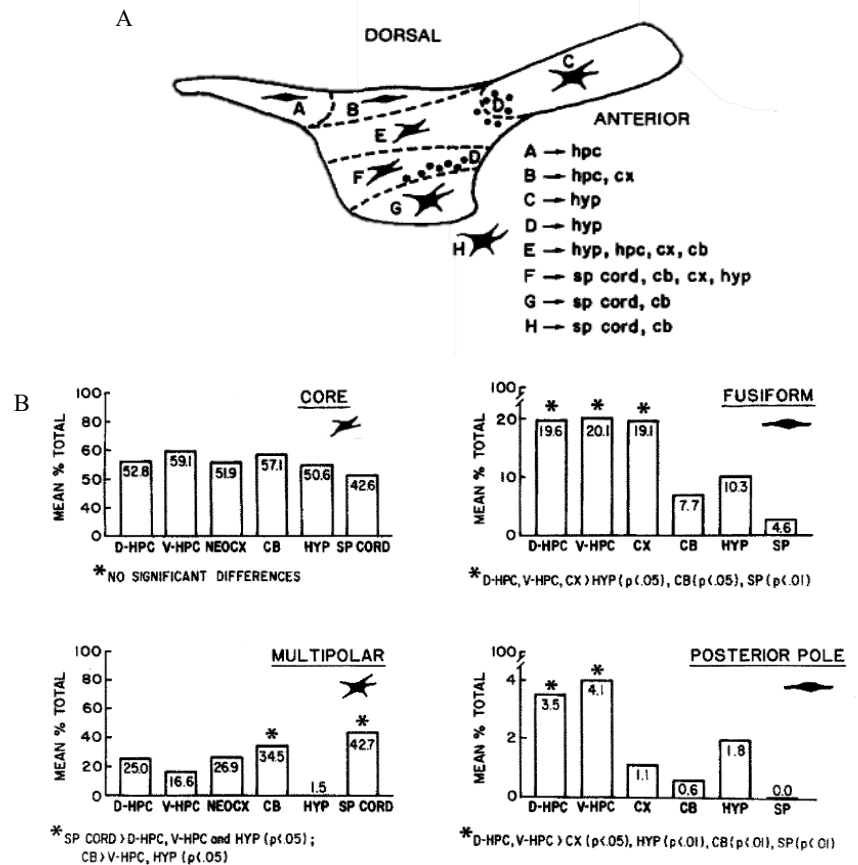 A
DORSAL
C
A
B
D
ANTERIOR
E
D
F
G
H
A → hpc
B → hpc, cx
C → hyp
D → hyp
E → hyp, hpc, cx, cb
F → sp cord, cb, cx, hyp
G → sp cord, cb
H → sp cord, cb
B
CORE
MEAN % TOTAL
100
80
60
60
40
0
52.8 59.1 51.9 57.1 50.6 42.6
D-HPC V-HPC NEOCX CB HYP SP CORD
*NO SIGNIFICANT DIFFERENCES
FUSIFORM
MEAN % TOTAL
100
20
10
0
* * *
19.6 20.1 19.1 7.7 10.3 4.6
D-HPC V-HPC CX CB HYP SP
*D-HPC, V-HPC, CX > HYP (p<.05), CB (p<.05), SP (p<.01)
MULTIPOLAR
MEAN % TOTAL
100
80
60
40
20
0
* *
25.0 16.6 26.9 34.5 1.5 42.7
D-HPC V-HPC NEOCX CB HYP SP CORD
*SP CORD > D-HPC, V-HPC and HYP (p<.05);
CB > V-HPC, HYP (p<.05)
POSTERIOR POLE
MEAN % TOTAL
100
4
2
0
* *
3.5 4.1 1.1 0.6 1.8 0.0
D-HPC V-HPC CX CB HYP SP
*D-HPC, V-HPC > CX (p<.05), HYP (p<.01), CB (p<.01), SP (p<.01)